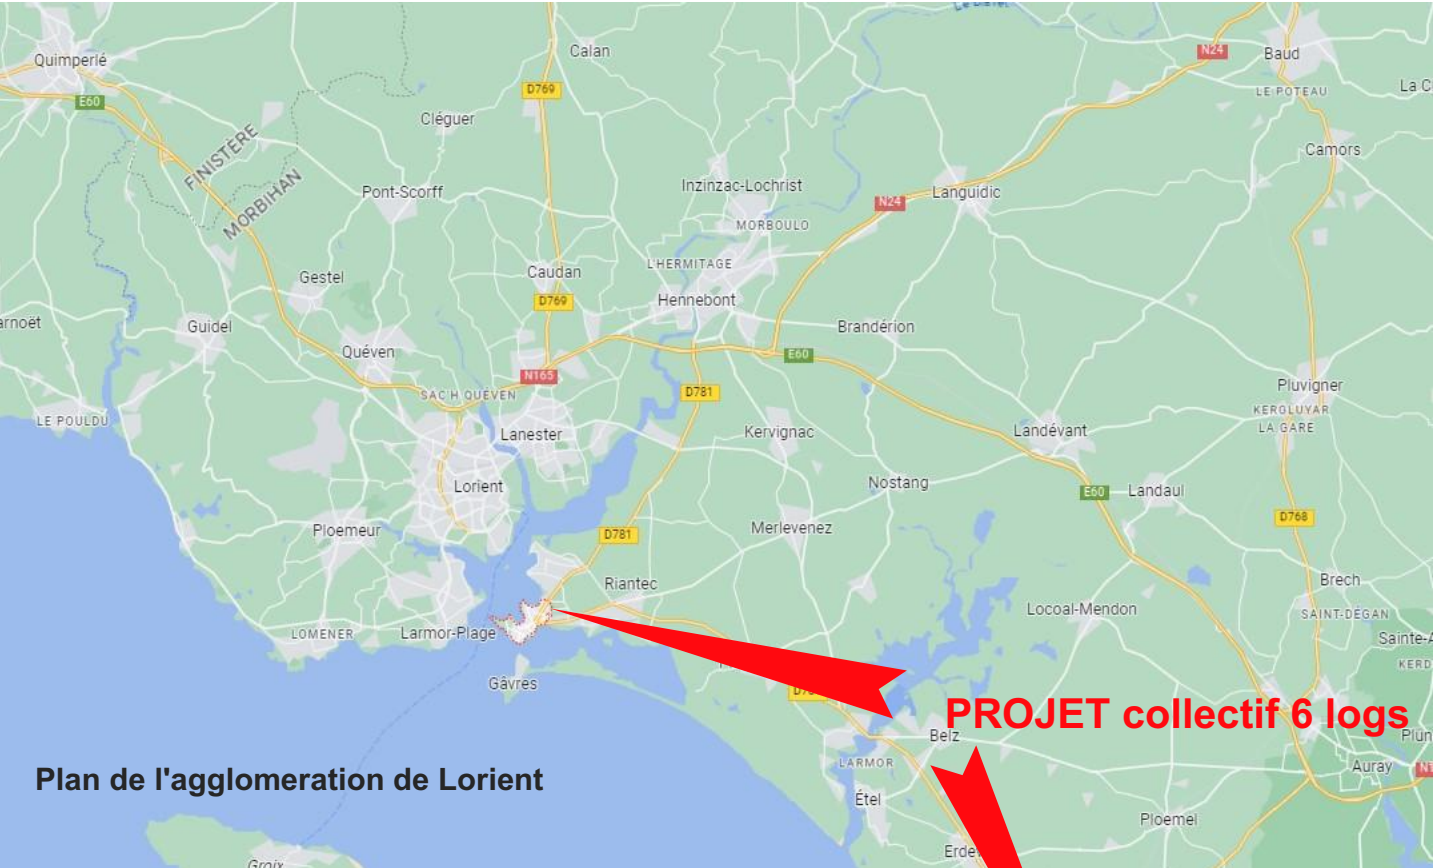 Le Blavet
Calan
N24
Baud
Quimperlé
E60
D769
LE POTEAU
La C
Cléguer
FINISTÈRE
MORBIHAN
Camors
Pont-Scorff
Inzinzac-Lochrist
N24
Languidic
MORBOULO
Gestel
Caudan
L'HERMITAGE
D769
Hennebont
arnoët
Guidel
Brandérion
Quéven
E60
N165
SAC'H QUÉVEN
D781
Pluvigner
KERGLUYAR
LA GARE
LE POULDU
Lanester
Kervignac
Landévant
Lorient
Nostang
E60
Landaul
D768
Ploemeur
D781
Merlevenez
Riantec
Brech
Locoal-Mendon
SAINT-DÉGAN
LOMENER
Larmor-Plage
Sainte-A
KERD
Gâvres
PROJET collectif 6 logs
Belz
Plun
LARMOR
Auray
Plan de l'agglomeration de Lorient
Étel
Ploemel
Erde
Groix